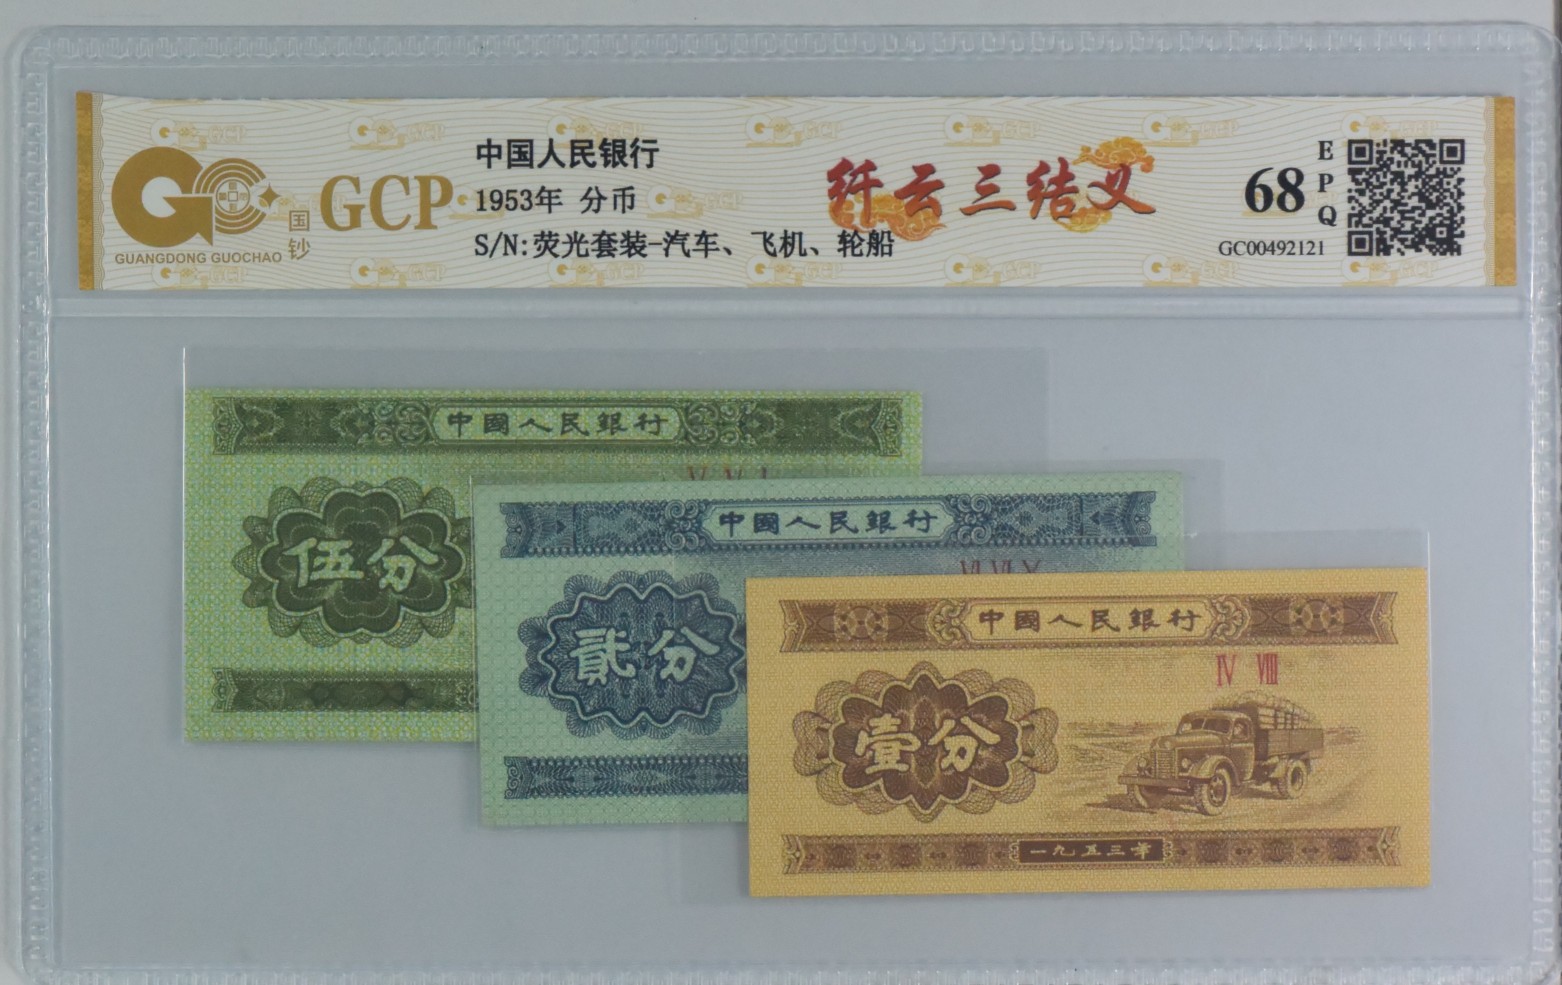 GUANGDONG GUOCHAO
国钞
GCP
中国人民银行
1953年 分币
S/N:荧光套装-汽车、飞机、轮船
纤云三结义
68
EPQ
GC00492121
中國人民銀行
伍分
中國人民銀行
貳分
中國人民銀行
IV VIII
壹分
一九五三年